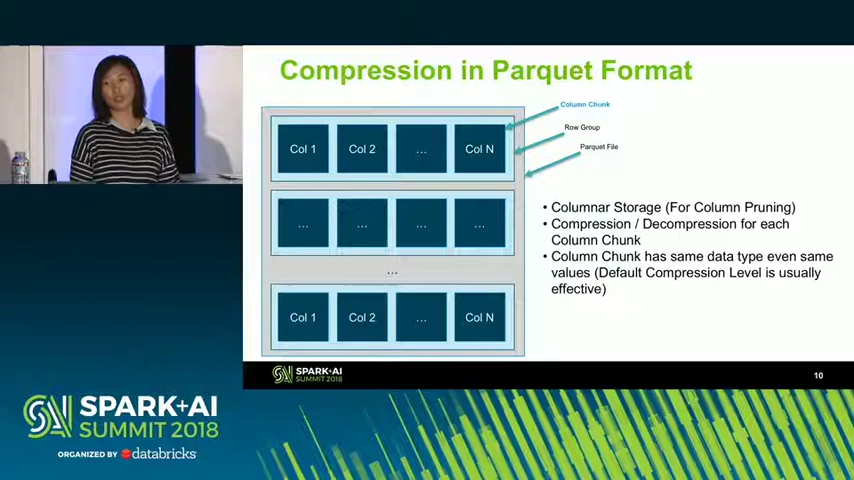 Compression in Parquet Format
Column Chunk
Row Group
Parquet File
Col 1
Col 2
...
Col N
...
...
...
...
...
Col 1
Col 2
...
Col N
• Columnar Storage (For Column Pruning)
• Compression / Decompression for each
Column Chunk
• Column Chunk has same data type even same
values (Default Compression Level is usually
effective)
SPARK+AI
SUMMIT 2018
10
SPARK+AI
SUMMIT 2018
ORGANIZED BY databricks